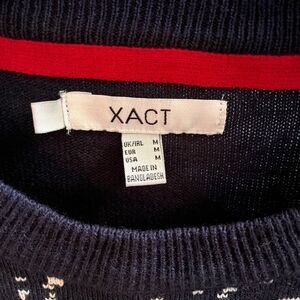 XACT
UK/IRL M
EUR M
USA M
MADE IN
BANGLADESH